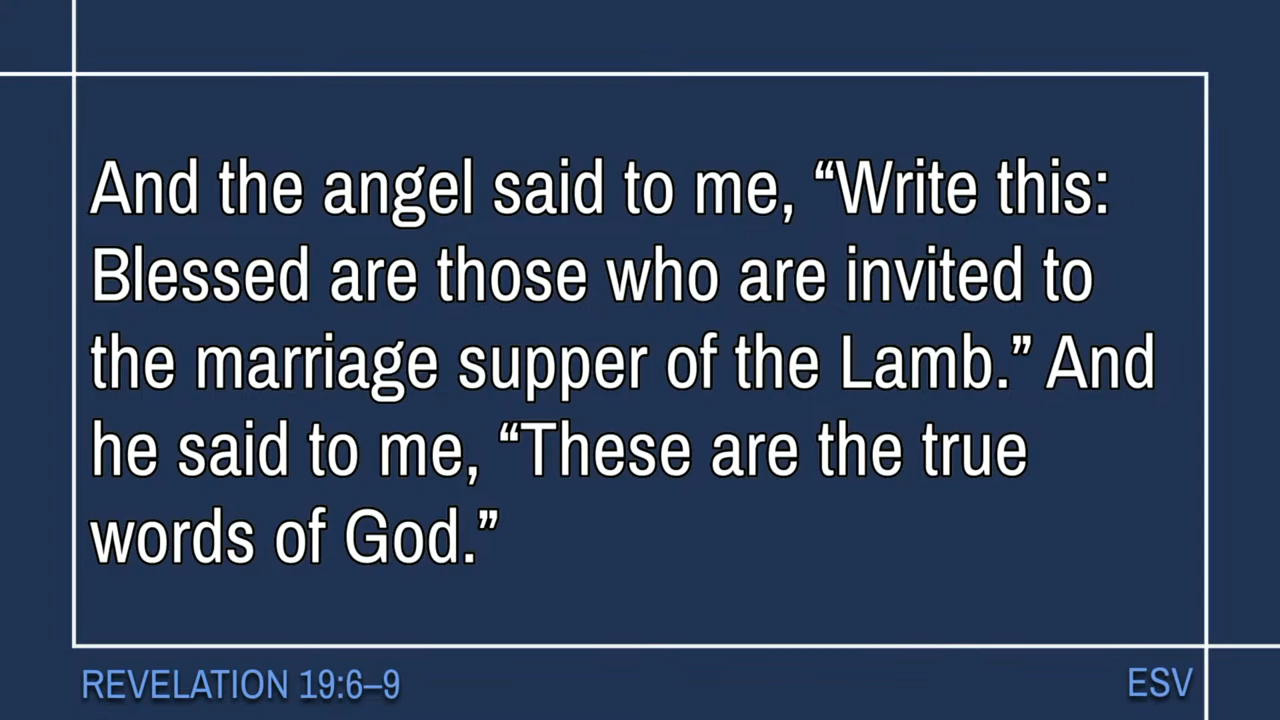 And the angel said to me, “Write this:
Blessed are those who are invited to
the marriage supper of the Lamb.” And
he said to me, “These are the true
words of God.”
REVELATION 19:6–9
ESV